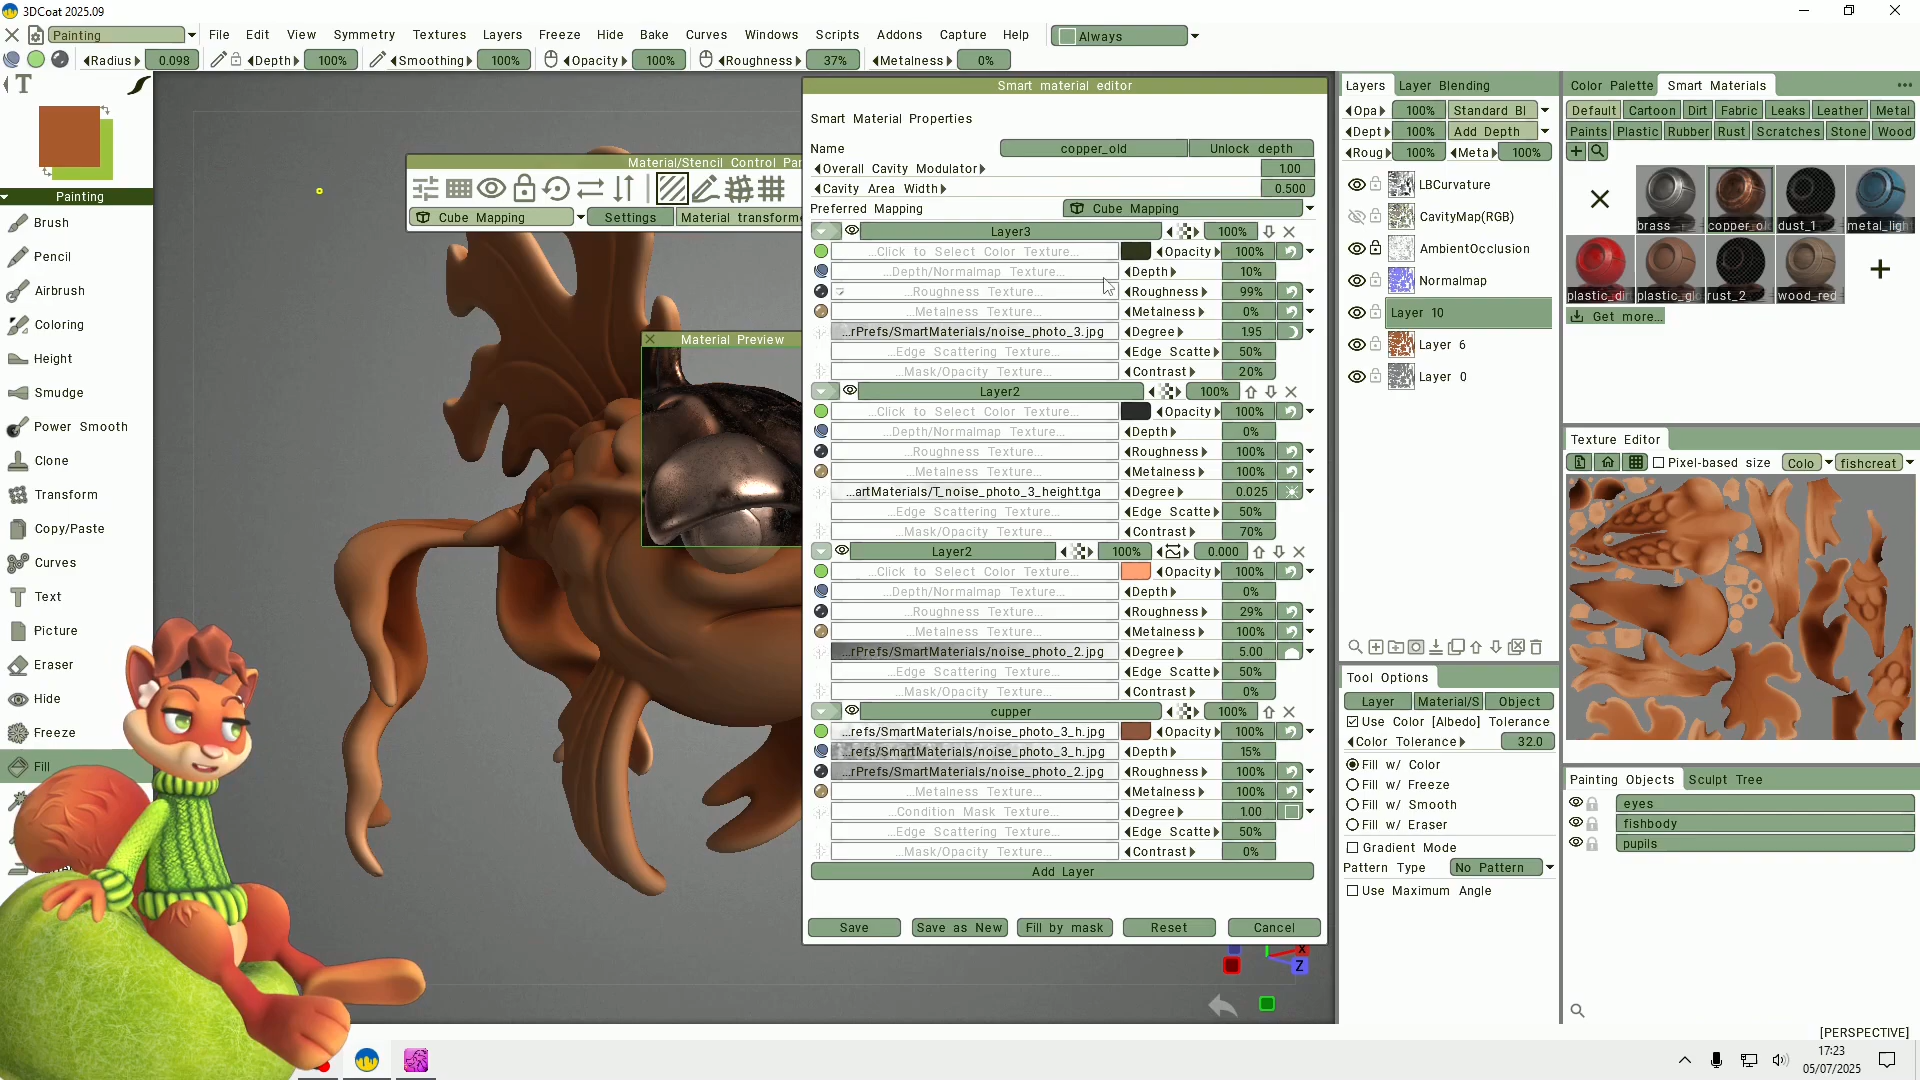 3DCoat 2025.09
Painting
File Edit View Symmetry Textures Layers Freeze Hide Bake Curves Windows Scripts Addons Capture Help
Always
Radius 0.098 Depth 100% Smoothing 100% Opacity 100% Roughness 37% Metalness 0%
T
Painting
Brush
Pencil
Airbrush
Coloring
Height
Smudge
Power Smooth
Clone
Transform
Copy/Paste
Curves
Text
Picture
Eraser
Hide
Freeze
Fill
Material/Stencil Control Par
Cube Mapping Settings Material transforme
Material Preview
Smart material editor
Smart Material Properties
Name copper_old Unlock depth
Overall Cavity Modulator 1.00
Cavity Area Width 0.500
Preferred Mapping Cube Mapping
Layer3 100%
...Click to Select Color Texture... Opacity 100%
...Depth/Normalmap Texture... Depth 10%
...Roughness Texture... Roughness 99%
...Metalness Texture... Metalness 0%
...rPrefs/SmartMaterials/noise_photo_3.jpg Degree 1.95
...Edge Scattering Texture... Edge Scatte 50%
...Mask/Opacity Texture... Contrast 20%
Layer2 100%
...Click to Select Color Texture... Opacity 100%
...Depth/Normalmap Texture... Depth 0%
...Roughness Texture... Roughness 100%
...Metalness Texture... Metalness 100%
...artMaterials/T_noise_photo_3_height.tga Degree 0.025
...Edge Scattering Texture... Edge Scatte 50%
...Mask/Opacity Texture... Contrast 70%
Layer2 100% 0.000
...Click to Select Color Texture... Opacity 100%
...Depth/Normalmap Texture... Depth 0%
...Roughness Texture... Roughness 29%
...Metalness Texture... Metalness 100%
...rPrefs/SmartMaterials/noise_photo_2.jpg Degree 5.00
...Edge Scattering Texture... Edge Scatte 50%
...Mask/Opacity Texture... Contrast 0%
cupper 100%
...refs/SmartMaterials/noise_photo_3_h.jpg Opacity 100%
...refs/SmartMaterials/noise_photo_3_h.jpg Depth 15%
...rPrefs/SmartMaterials/noise_photo_2.jpg Roughness 100%
...Metalness Texture... Metalness 100%
...Condition Mask Texture... Degree 1.00
...Edge Scattering Texture... Edge Scatte 50%
...Mask/Opacity Texture... Contrast 0%
Add Layer
Save Save as New Fill by mask Reset Cancel
X
Z
Layers Layer Blending
Opa 100% Standard Bl
Dept 100% Add Depth
Roug 100% Meta 100%
LBCurvature
CavityMap(RGB)
AmbientOcclusion
Normalmap
Layer 10
Layer 6
Layer 0
Tool Options
Layer Material/S Object
Use Color [Albedo] Tolerance
Color Tolerance 32.0
Fill w/ Color
Fill w/ Freeze
Fill w/ Smooth
Fill w/ Eraser
Gradient Mode
Pattern Type No Pattern
Use Maximum Angle
Color Palette Smart Materials
Default Cartoon Dirt Fabric Leaks Leather Metal
Paints Plastic Rubber Rust Scratches Stone Wood
brass copper_ol dust_1 metal_ligh
plastic_di plastic_gl rust_2 wood_red
Get more...
Texture Editor
Pixel-based size Colo fishcreat
Painting Objects Sculpt Tree
eyes
fishbody
pupils
[PERSPECTIVE]
17:23
05/07/2025